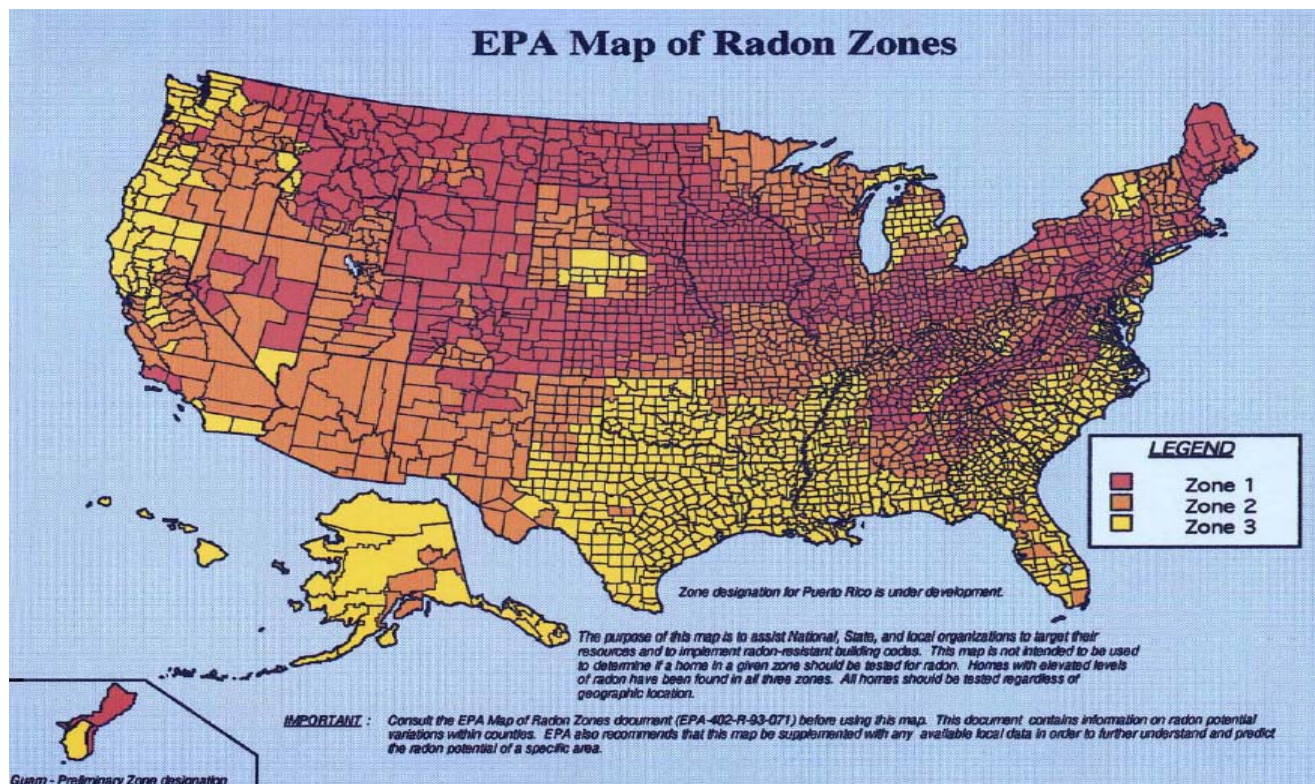 EPA Map of Radon Zones
LEGEND
Zone 1
Zone 2
Zone 3
Zone designation for Puerto Rico is under development.
The purpose of this map is to assist National, State, and local organizations to target their
resources and to implement radon-resistant building codes. This map is not intended to be used
to determine if a home in a given zone should be tested for radon. Homes with elevated levels
of radon have been found in all three zones. All homes should be tested regardless of
geographic location.
IMPORTANT : Consult the EPA Map of Radon Zones document (EPA-402-R-93-071) before using this map. This document contains information on radon potential
variations within counties. EPA also recommends that this map be supplemented with any available local data in order to further understand and predict
the radon potential of a specific area.
Guam - Preliminary Zone designation